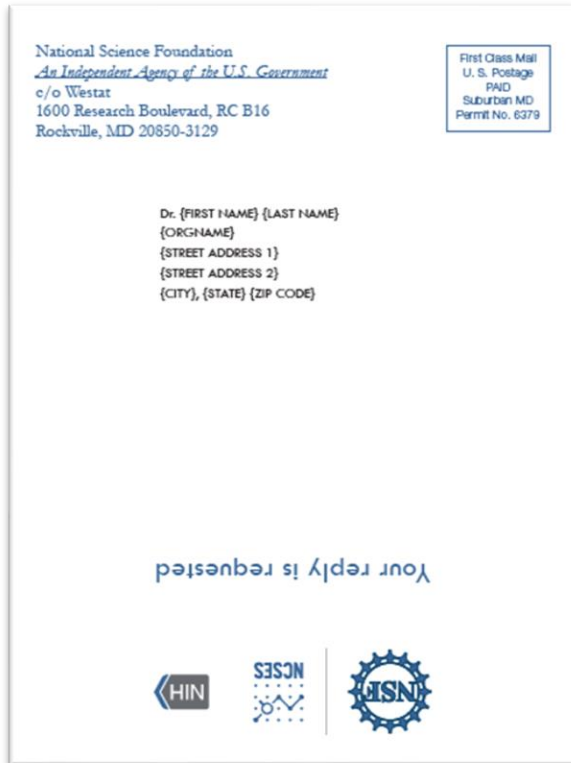 National Science Foundation
An Independent Agency of the U.S. Government
c/o Westat
1600 Research Boulevard, RC B16
Rockville, MD 20850-3129
First Class Mail
U. S. Postage
PAID
Suburban MD
Permit No. 6379
Dr. {FIRST NAME} {LAST NAME}
{ORGNAME}
{STREET ADDRESS 1}
{STREET ADDRESS 2}
{CITY}, {STATE} {ZIP CODE}
Your reply is requested
NSF
NCSES
NIH